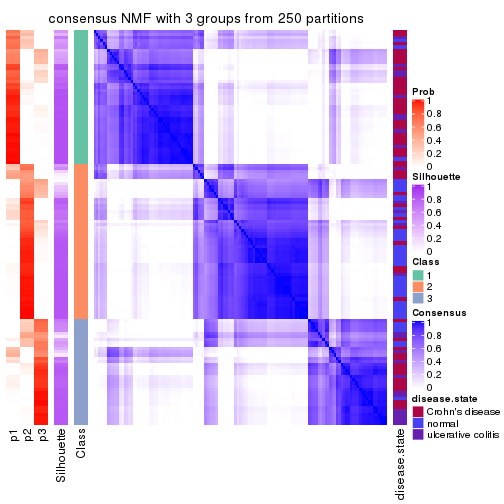 consensus NMF with 3 groups from 250 partitions
Prob
1
0.8
0.6
0.4
0.2
0
Silhouette
1
0.8
0.6
0.4
0.2
0
Class
1
2
3
Consensus
1
0.8
0.6
0.4
0.2
0
disease.state
Crohn's disease
normal
ulcerative colitis
p1
p2
p3
Silhouette
Class
disease.state